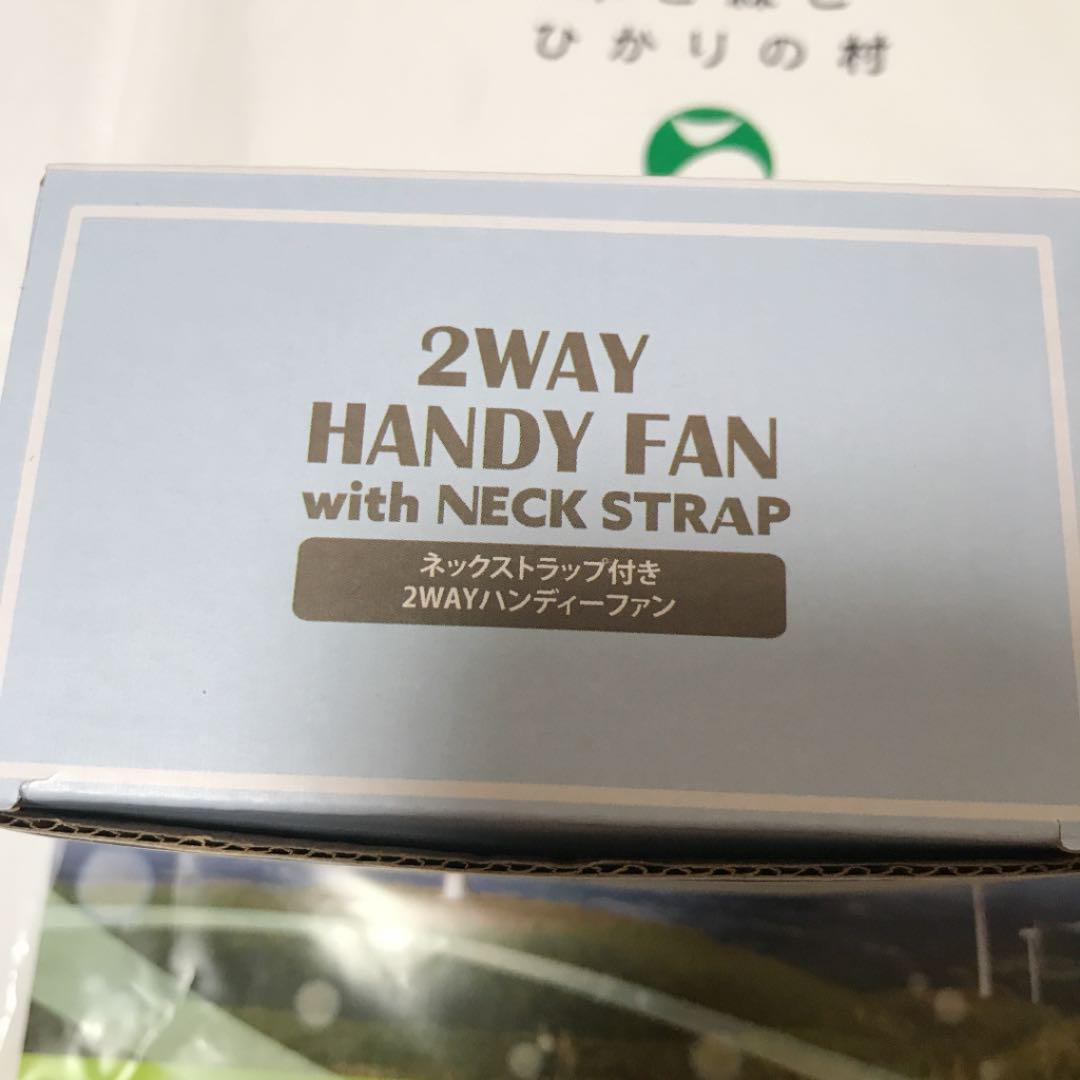 ひかりの村
2WAY
HANDY FAN
with NECK STRAP
ネックストラップ付き
2WAYハンディーファン